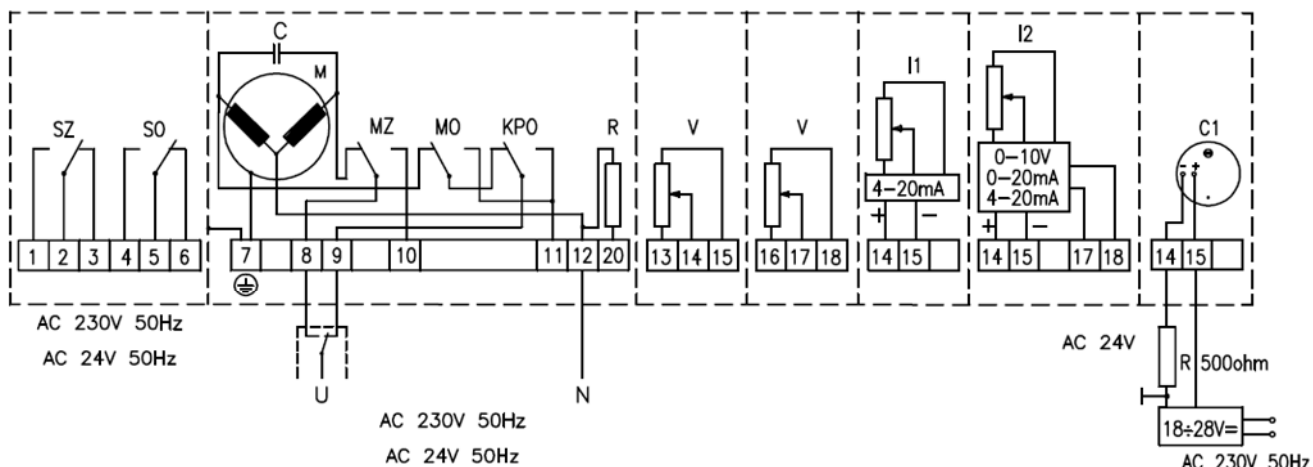 C
M
SZ
SO
MZ
MO
KPO
R
V
V
I1
I2
C1
4–20mA
+
–
0–10V
0–20mA
4–20mA
+
–
- +
1 2 3 4 5 6
7 8 9 10 11 12 20
13 14 15
16 17 18
14 15
14 15 17 18
14 15
AC 230V 50Hz
AC 24V 50Hz
U
N
AC 230V 50Hz
AC 24V 50Hz
AC 24V
R 500ohm
18÷28V=
AC 230V 50Hz